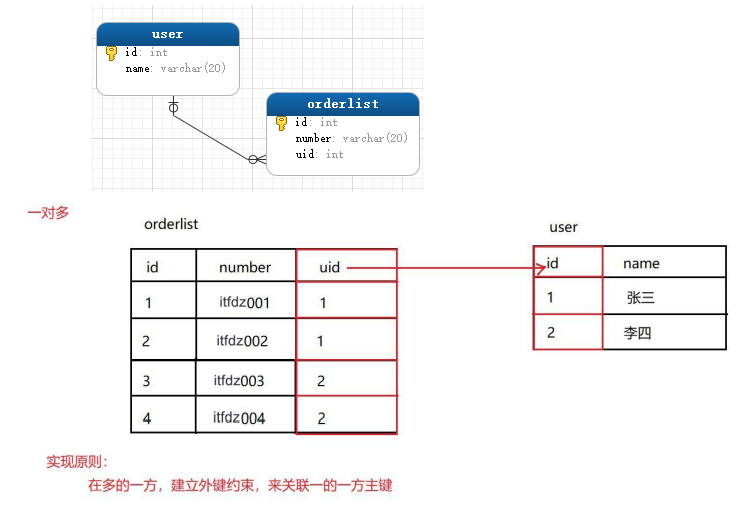 user
id: int
name: varchar(20)
orderlist
id: int
number: varchar(20)
uid: int
一对多
orderlist
user
id number uid
id name
1 itfdz001 1
1 张三
2 itfdz002 1
2 李四
3 itfdz003 2
4 itfdz004 2
实现原则：
在多的一方，建立外键约束，来关联一的一方主键